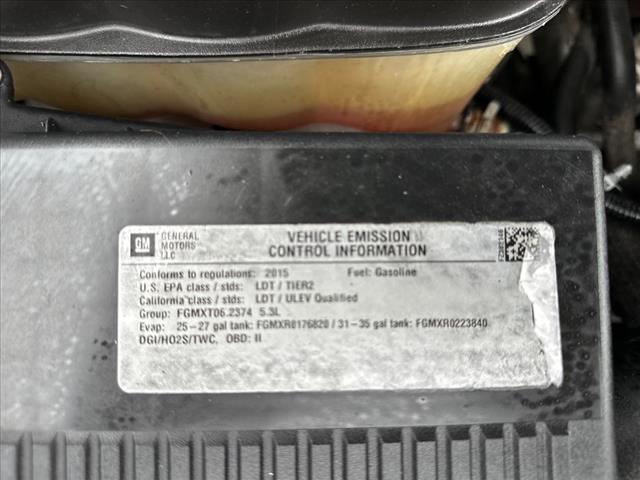 GM
GENERAL
MOTORS
LLC
VEHICLE EMISSION
CONTROL INFORMATION
Conforms to regulations: 2015 Fuel: Gasoline
U.S. EPA class / stds: LDT / TIER2
California class / stds: LDT / ULEV Qualified
Group: FGMXT06.2374 5.3L
Evap: 25-27 gal tank: FGMXR0176820 / 31-35 gal tank: FGMXR0223840
DGI/HO2S/TWC, OBD: II